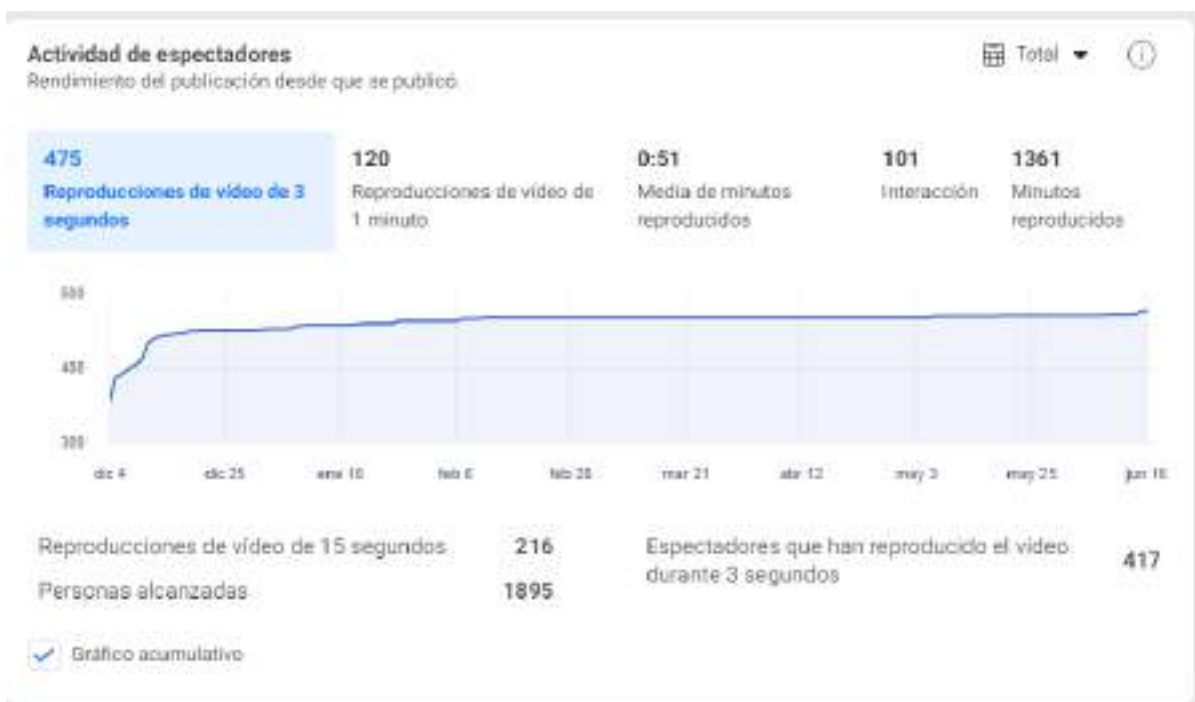 Actividad de espectadores
Total
Rendimiento del publicación desde que se publicó
475
Reproducciones de vídeo de 3
segundos
120
Reproducciones de vídeo de
1 minuto
0:51
Media de minutos
reproducidos
101
Interacción
1361
Minutos
reproducidos
500
400
300
dic 4
dic 25
ene 16
feb 6
feb 28
mar 21
abr 12
may 3
may 25
jun 16
Reproducciones de vídeo de 15 segundos
216
Personas alcanzadas
1895
Espectadores que han reproducido el vídeo
durante 3 segundos
417
Gráfico acumulativo